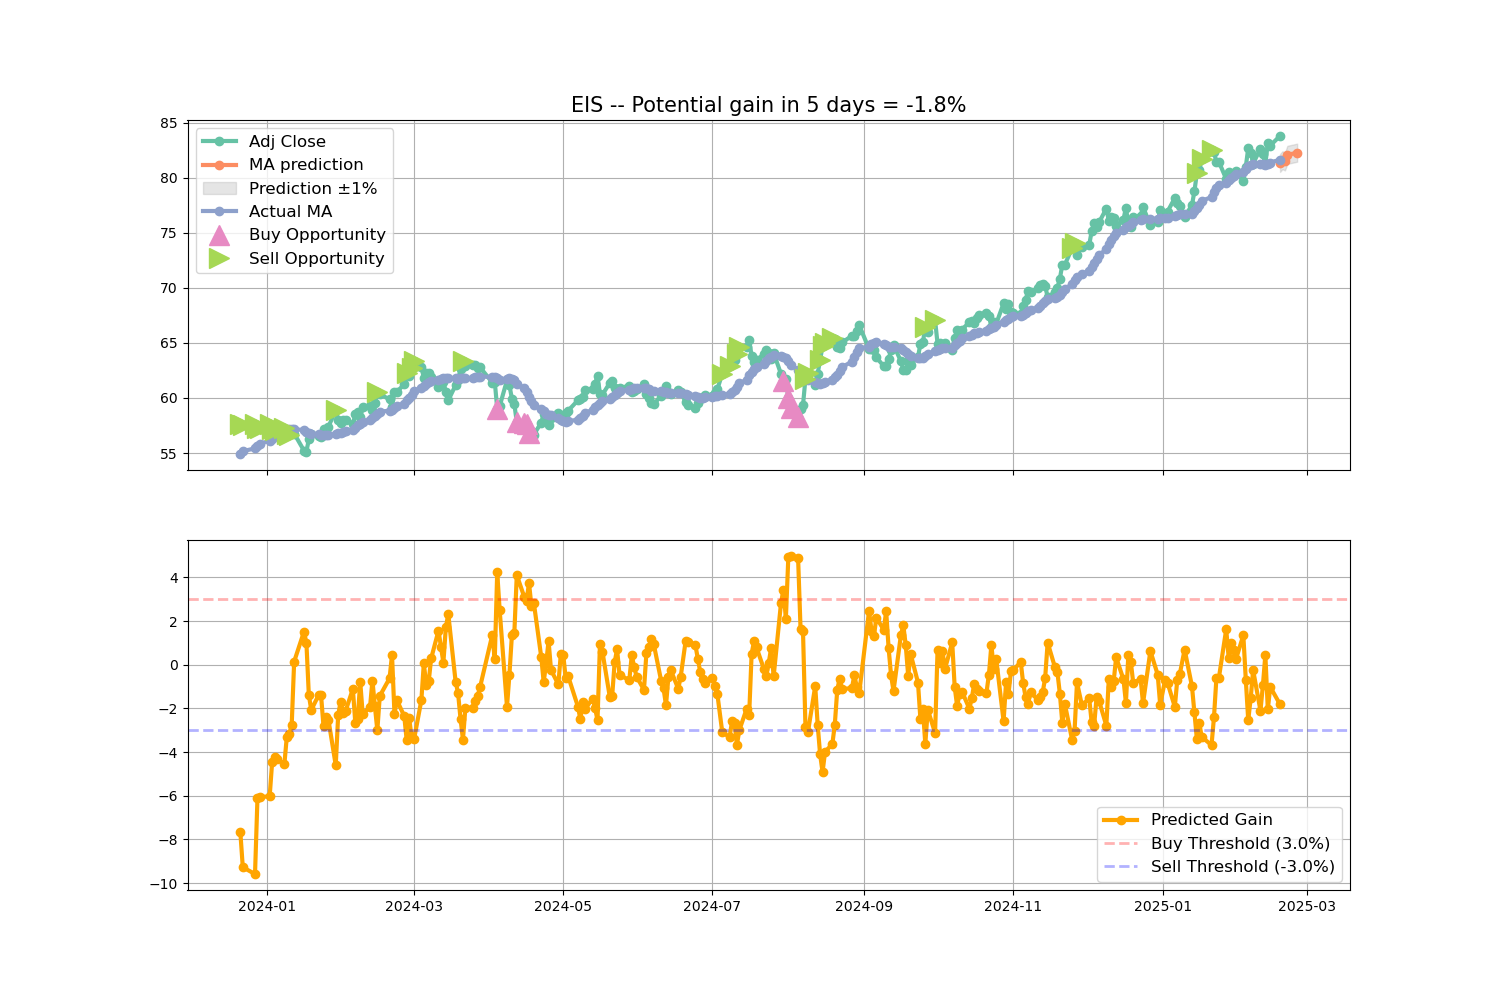 EIS -- Potential gain in 5 days = -1.8%
85
80
75
70
65
60
55
Adj Close
MA prediction
Prediction ±1%
Actual MA
Buy Opportunity
Sell Opportunity
4
2
0
−2
−4
−6
−8
−10
Predicted Gain
Buy Threshold (3.0%)
Sell Threshold (-3.0%)
2024-01
2024-03
2024-05
2024-07
2024-09
2024-11
2025-01
2025-03